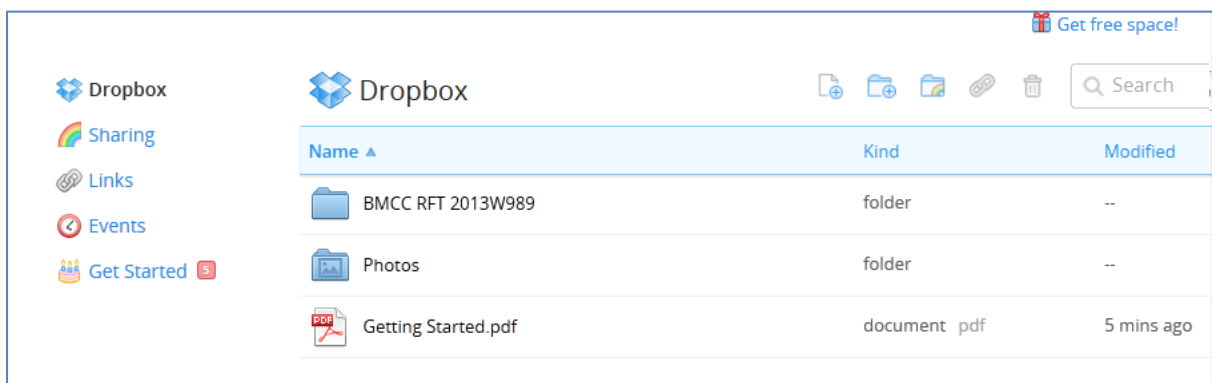 Get free space!
Dropbox
Sharing
Links
Events
Get Started 5
Dropbox
Search
Name Kind Modified
BMCC RFT 2013W989 folder --
Photos folder --
PDF Getting Started.pdf document pdf 5 mins ago